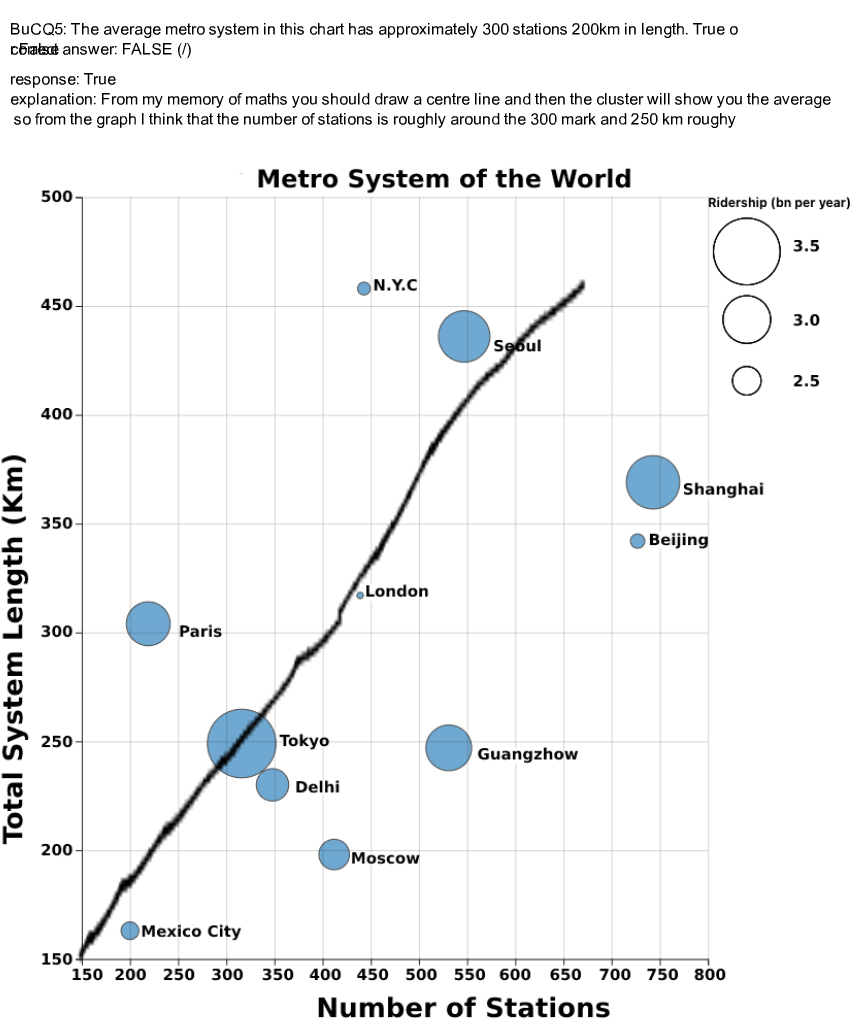 BuCQ5: The average metro system in this chart has approximately 300 stations 200km in length. True o
r False
correct answer: FALSE (/)
response: True
explanation: From my memory of maths you should draw a centre line and then the cluster will show you the average
so from the graph I think that the number of stations is roughly around the 300 mark and 250 km roughy
Metro System of the World
Ridership (bn per year)
3.5
3.0
2.5
500
450
400
350
300
250
200
150
Total System Length (Km)
N.Y.C
Seoul
Shanghai
Beijing
London
Paris
Tokyo
Guangzhow
Delhi
Moscow
Mexico City
150 200 250 300 350 400 450 500 550 600 650 700 750 800
Number of Stations